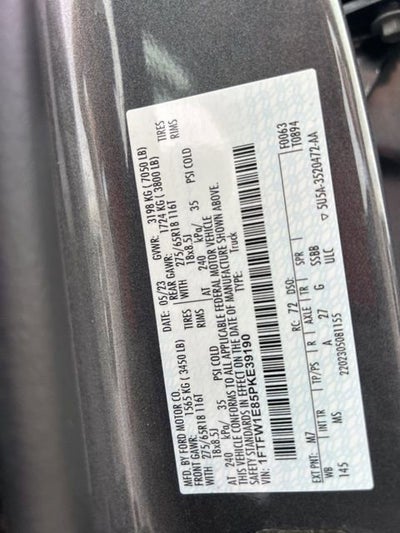 MFD. BY FORD MOTOR CO.
DATE: 05/23 GVWR: 3198 KG ( 7050 LB)
FRONT GAWR: 1565 KG ( 3450 LB) REAR GAWR: 1724 KG ( 3800 LB)
275/65R18 116T TIRES WITH 275/65R18 116T TIRES
18x8.5J RIMS 18x8.5J RIMS
AT 240 kPa/ 35 PSI COLD AT 240 kPa/ 35 PSI COLD
THIS VEHICLE CONFORMS TO ALL APPLICABLE FEDERAL MOTOR VEHICLE
SAFETY STANDARDS IN EFFECT ON THE DATE OF MANUFACTURE SHOWN ABOVE.
VIN: 1FTFW1E85PKE39190 TYPE: Truck
F0063
T0894
EXT PNT: M7 RC: 72 DSO:
WB INT TR TP/PS R AXLE TR SPR
145 MS A 27 G SSBB
2202305081155 ULC
▽5U5A-3520472-AA